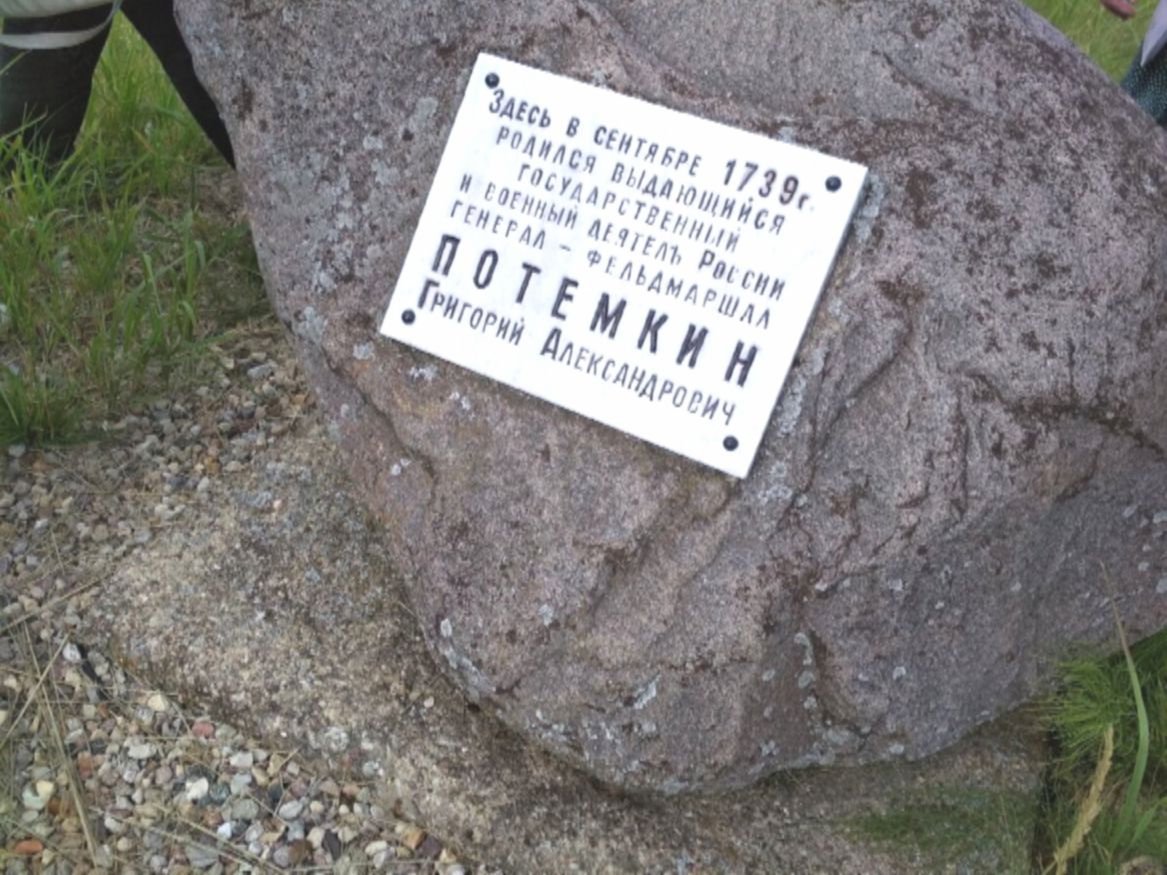 Здесь в сентябре 1739г.
родился выдающийся
государственный
и военный деятелъ России
генерал - фельдмаршал
ПОТЕМКИН
Григорий Александрович